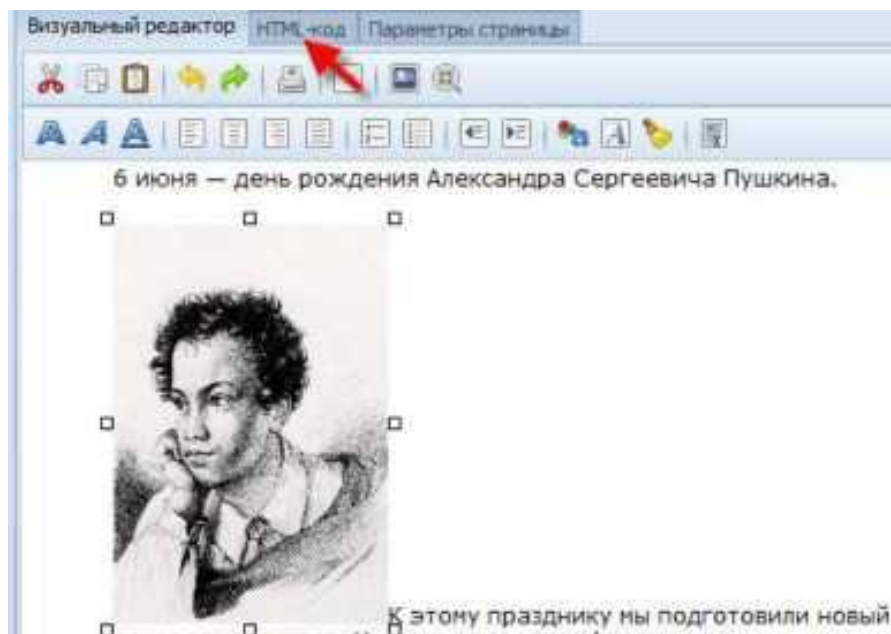 Визуальный редактор HTML-код Параметры страницы
6 июня — день рождения Александра Сергеевича Пушкина.
К этому празднику мы подготовили новый